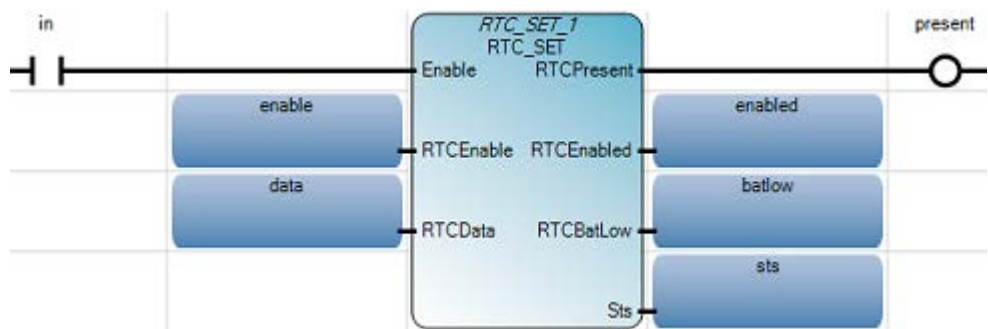 in
RTC_SET_1
present
RTC_SET
Enable RTCPresent
enable
enabled
RTCEnable RTCEnabled
data
batlow
RTCData RTCBatLow
sts
Sts